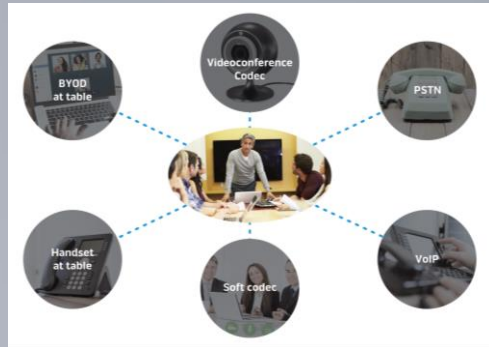 Videoconference
Codec
BYOD
at table
PSTN
Handset
at table
VoIP
Soft codec